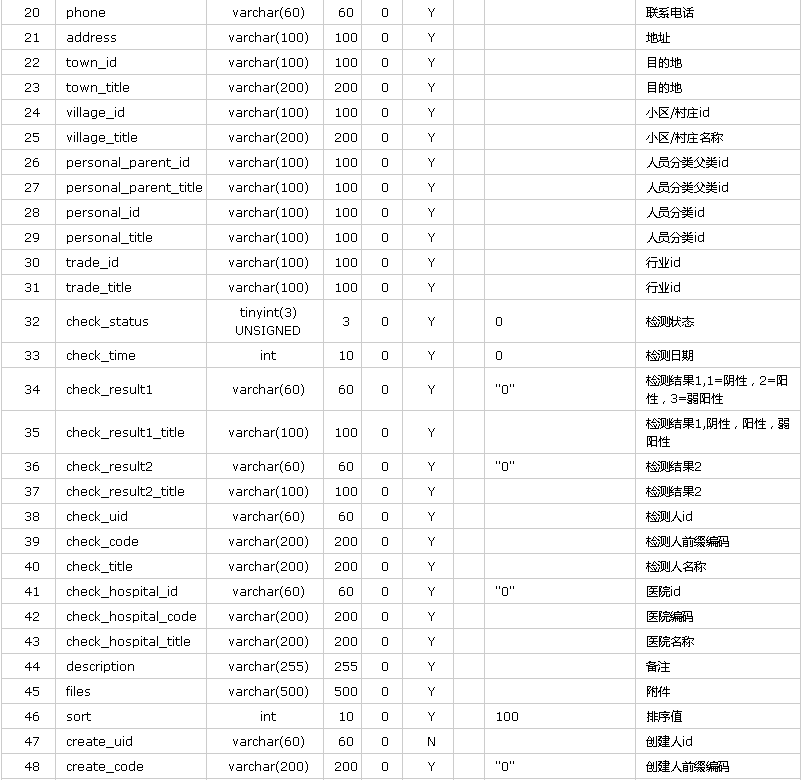 20 phone varchar(60) 60 0 Y 联系电话
21 address varchar(100) 100 0 Y 地址
22 town_id varchar(100) 100 0 Y 目的地
23 town_title varchar(200) 200 0 Y 目的地
24 village_id varchar(100) 100 0 Y 小区/村庄id
25 village_title varchar(200) 200 0 Y 小区/村庄名称
26 personal_parent_id varchar(100) 100 0 Y 人员分类父类id
27 personal_parent_title varchar(100) 100 0 Y 人员分类父类id
28 personal_id varchar(100) 100 0 Y 人员分类id
29 personal_title varchar(100) 100 0 Y 人员分类id
30 trade_id varchar(100) 100 0 Y 行业id
31 trade_title varchar(100) 100 0 Y 行业id
32 check_status tinyint(3)
UNSIGNED 3 0 Y 0 检测状态
33 check_time int 10 0 Y 0 检测日期
34 check_result1 varchar(60) 60 0 Y "0" 检测结果1,1=阴性，2=阳
性，3=弱阳性
35 check_result1_title varchar(100) 100 0 Y 检测结果1,阴性，阳性，弱
阳性
36 check_result2 varchar(60) 60 0 Y "0" 检测结果2
37 check_result2_title varchar(100) 100 0 Y 检测结果2
38 check_uid varchar(60) 60 0 Y 检测人id
39 check_code varchar(200) 200 0 Y 检测人前缀编码
40 check_title varchar(200) 200 0 Y 检测人名称
41 check_hospital_id varchar(60) 60 0 Y "0" 医院id
42 check_hospital_code varchar(200) 200 0 Y 医院编码
43 check_hospital_title varchar(200) 200 0 Y 医院名称
44 description varchar(255) 255 0 Y 备注
45 files varchar(500) 500 0 Y 附件
46 sort int 10 0 Y 100 排序值
47 create_uid varchar(60) 60 0 N 创建人id
48 create_code varchar(200) 200 0 Y "0" 创建人前缀编码